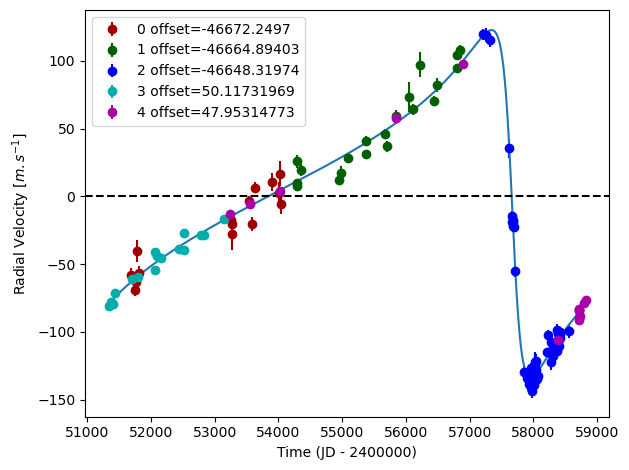 0 offset=-46672.2497
1 offset=-46664.89403
2 offset=-46648.31974
3 offset=50.11731969
4 offset=47.95314773
100
50
0
−50
−100
−150
Radial Velocity [m.s⁻¹]
51000 52000 53000 54000 55000 56000 57000 58000 59000
Time (JD - 2400000)